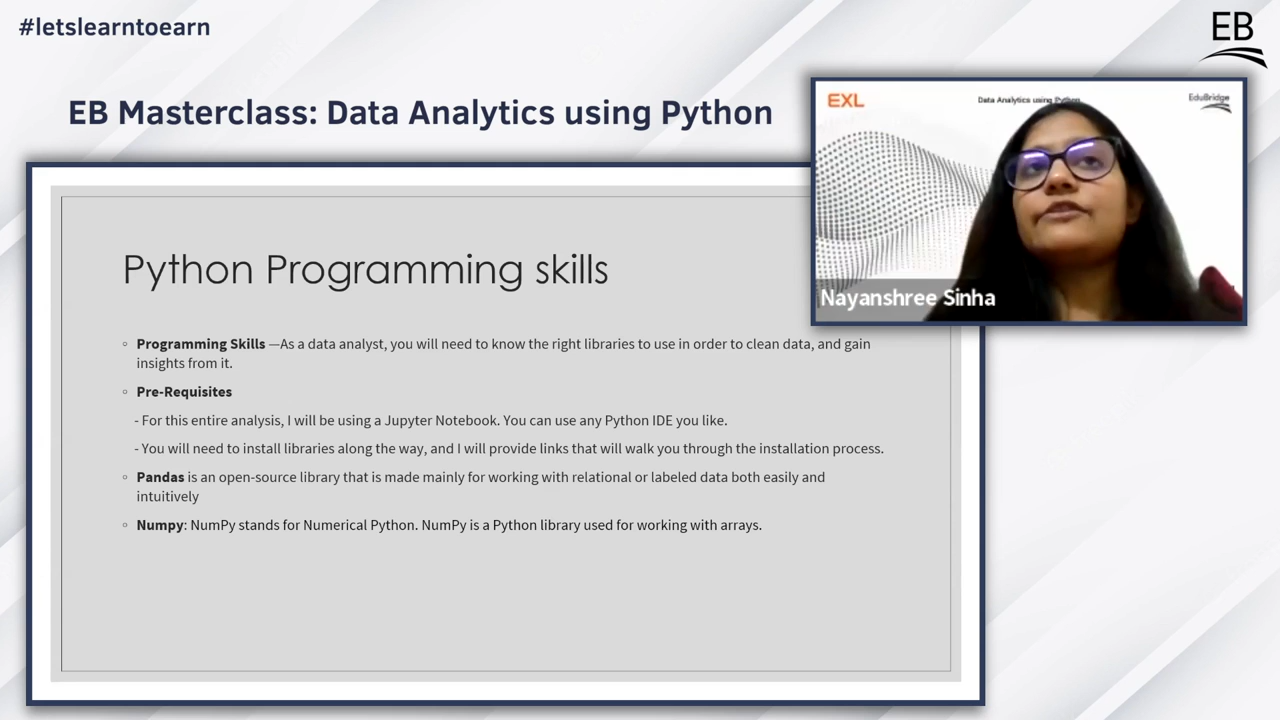 #letslearntoearn
EB
EB Masterclass: Data Analytics using Python
EXL
Data Analytics using Python
EduBridge
Nayanshree Sinha
Python Programming skills
◦ Programming Skills —As a data analyst, you will need to know the right libraries to use in order to clean data, and gain
insights from it.
◦ Pre-Requisites
- For this entire analysis, I will be using a Jupyter Notebook. You can use any Python IDE you like.
- You will need to install libraries along the way, and I will provide links that will walk you through the installation process.
◦ Pandas is an open-source library that is made mainly for working with relational or labeled data both easily and
intuitively
◦ Numpy: NumPy stands for Numerical Python. NumPy is a Python library used for working with arrays.